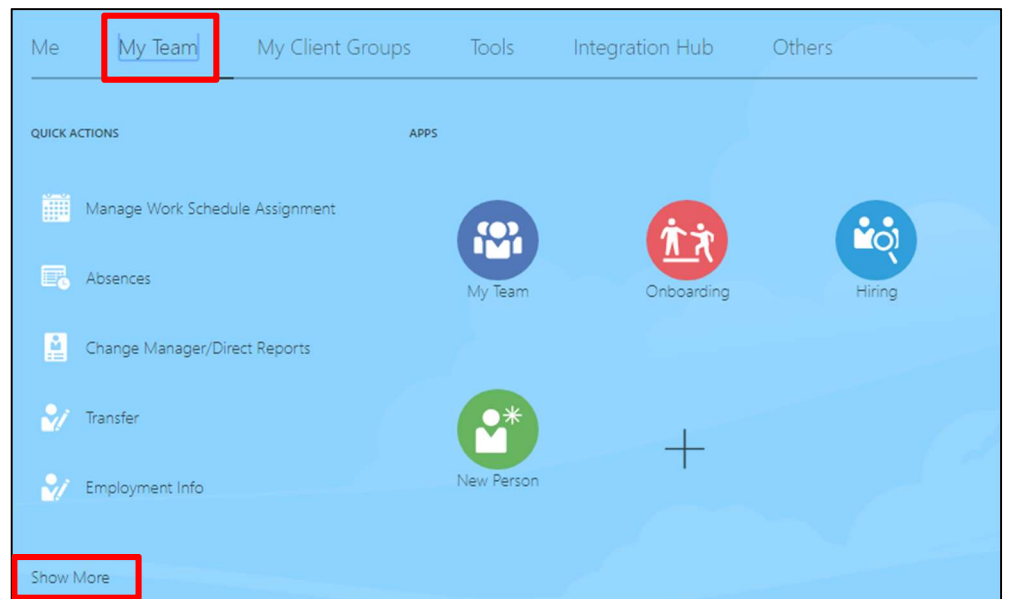 Me My Team My Client Groups Tools Integration Hub Others
QUICK ACTIONS
Manage Work Schedule Assignment
Absences
Change Manager/Direct Reports
Transfer
Employment Info
Show More
APPS
My Team Onboarding Hiring
New Person